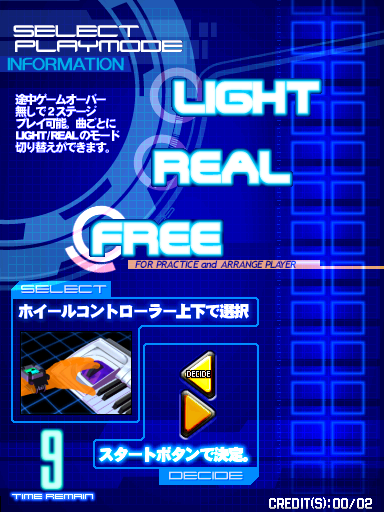 SELECT
PLAYMODE
INFORMATION
途中ゲームオーバー
無しで2ステージ
プレイ可能。曲ごとに
LIGHT/REALのモード
切り替えができます。
LIGHT
REAL
FREE
FOR PRACTICE and ARRANGE PLAYER
SELECT
ホイールコントローラー上下で選択
DECIDE
スタートボタンで決定。
DECIDE
9
TIME REMAIN
CREDIT(S):00/02